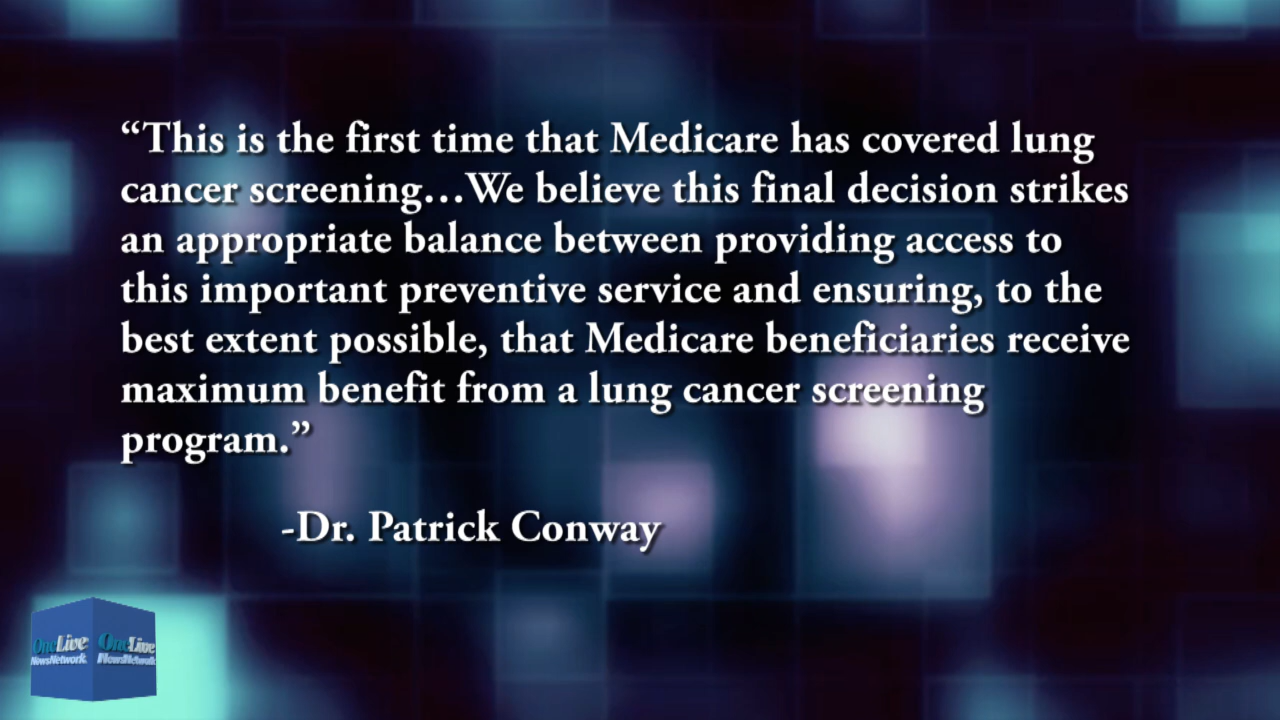 “This is the first time that Medicare has covered lung
cancer screening…We believe this final decision strikes
an appropriate balance between providing access to
this important preventive service and ensuring, to the
best extent possible, that Medicare beneficiaries receive
maximum benefit from a lung cancer screening
program.”
-Dr. Patrick Conway
OncLive OncLive
NewsNetwork NewsNetwork